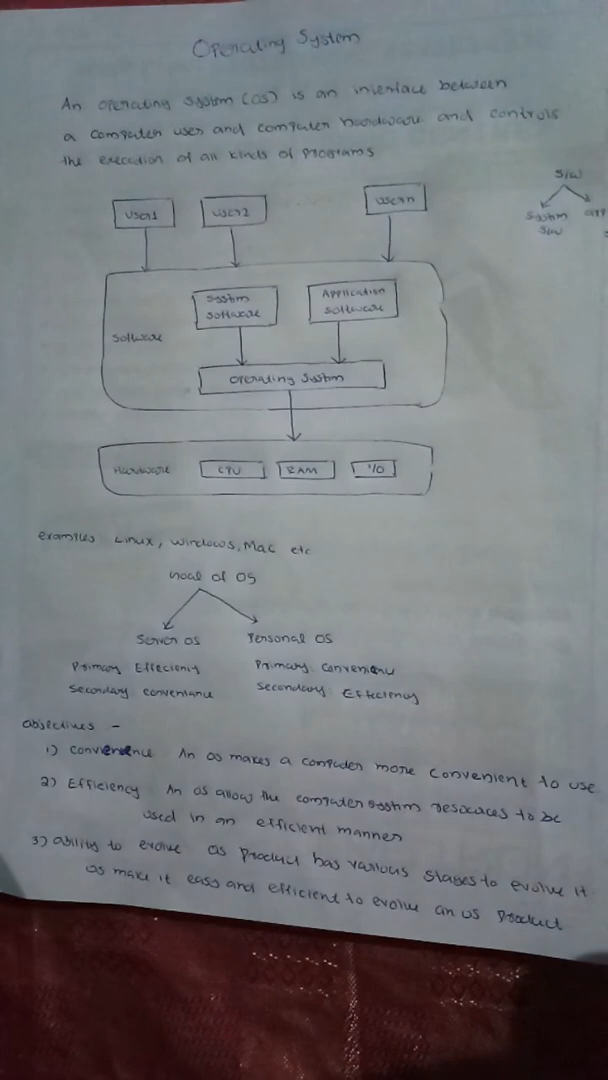 Operating System
An operating system (OS) is an interface between
a computer user and computer hardware and controls
the execution of all kinds of programs
S/W
System app
S/W
user1 user2 usern
System Software
Application Software
Software
Operating System
Hardware CPU RAM I/O
examples Linux, windows, Mac etc
Goal of OS
Server OS Personal OS
Primary Effeciency Primary Convenience
Secondary convenience Secondary Effeciency
objectives -
1) convenience An os makes a computer more convenient to use
2) Efficiency An os allow the computer system resources to be
used in an efficient manner
3) ability to evolve os product has various stages to evolve it
os make it easy and efficient to evolve an os product